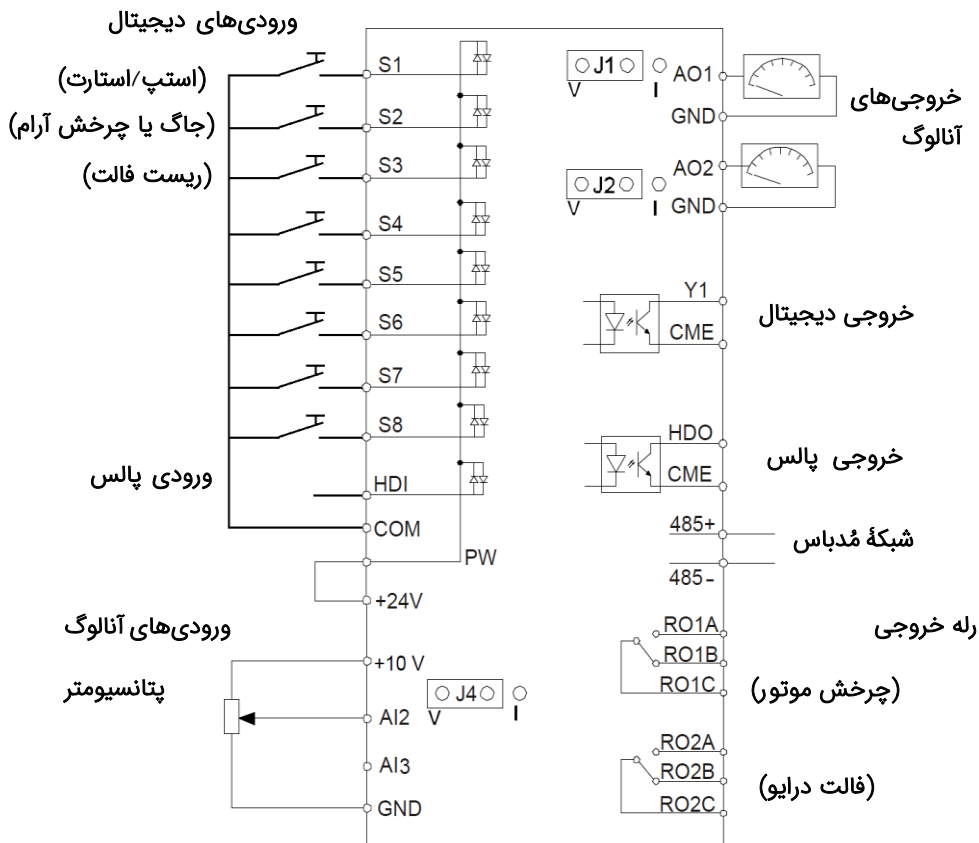 ورودی‌های دیجیتال
S1
(استپ/استارت)
S2
(جاگ یا چرخش آرام)
S3
(ریست فالت)
S4
S5
S6
S7
S8
ورودی پالس
HDI
COM
PW
+24V
ورودی‌های آنالوگ
+10 V
پتانسیومتر
J4
V
I
AI2
AI3
GND
J1
V
I
AO1
GND
خروجی‌های
آنالوگ
J2
V
I
AO2
GND
Y1
خروجی دیجیتال
CME
HDO
خروجی پالس
CME
485+
شبکهٔ مُدباس
485-
RO1A
رله خروجی
RO1B
RO1C
(چرخش موتور)
RO2A
RO2B
(فالت درایو)
RO2C